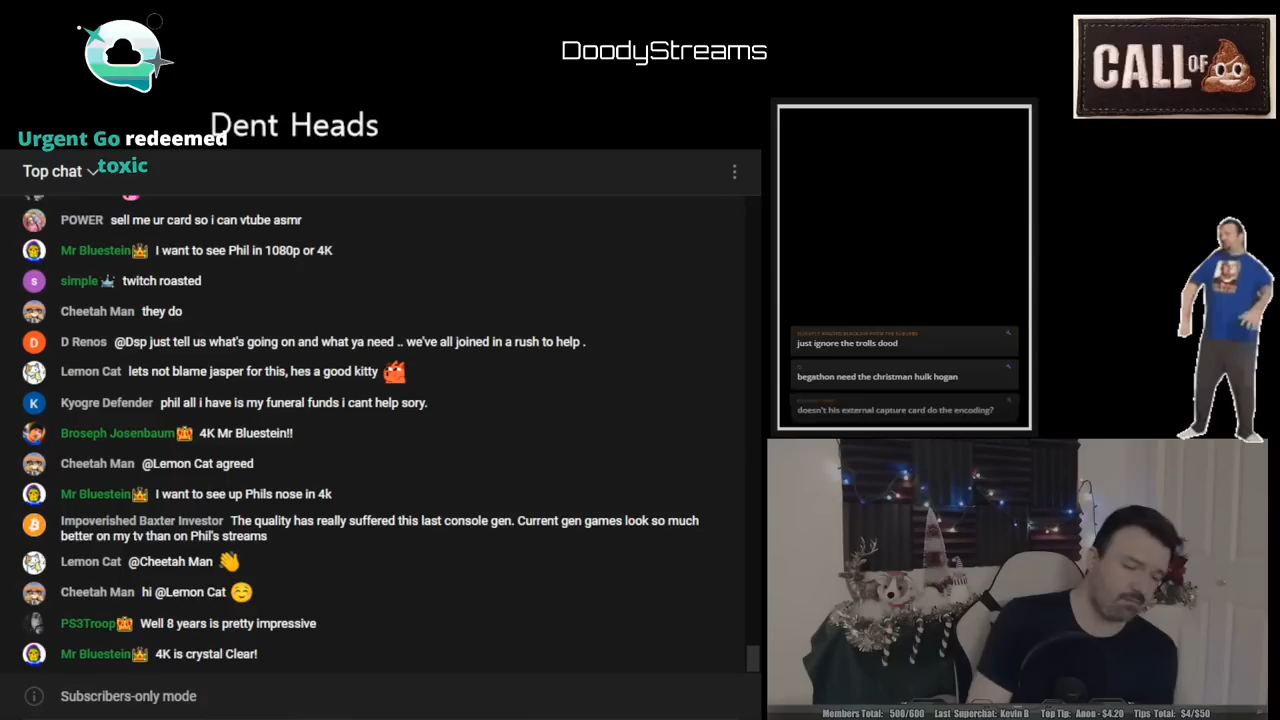 DoodyStreams
CALL OF
Dent Heads
Urgent Go redeemed
toxic
Top chat
POWER sell me ur card so i can vtube asmr
Mr Bluestein I want to see Phil in 1080p or 4K
s simple twitch roasted
Cheetah Man they do
D D Renos @Dsp just tell us what's going on and what ya need .. we've all joined in a rush to help .
Lemon Cat lets not blame jasper for this, hes a good kitty
K Kyogre Defender phil all i have is my funeral funds i cant help sory.
Broseph Josenbaum 4K Mr Bluestein!!
Cheetah Man @Lemon Cat agreed
Mr Bluestein I want to see up Phils nose in 4k
Impoverished Baxter Investor The quality has really suffered this last console gen. Current gen games look so much
better on my tv than on Phil's streams
Lemon Cat @Cheetah Man
Cheetah Man hi @Lemon Cat
PS3Troop Well 8 years is pretty impressive
Mr Bluestein 4K is crystal Clear!
Subscribers-only mode
just ignore the trolls dood
begathon need the christman hulk hogan
doesn't his external capture card do the encoding?
Members Total: 500/600 Last Superchat: Kevin B Top Tip: Anon - $4.20 Tips Total: $4/$50